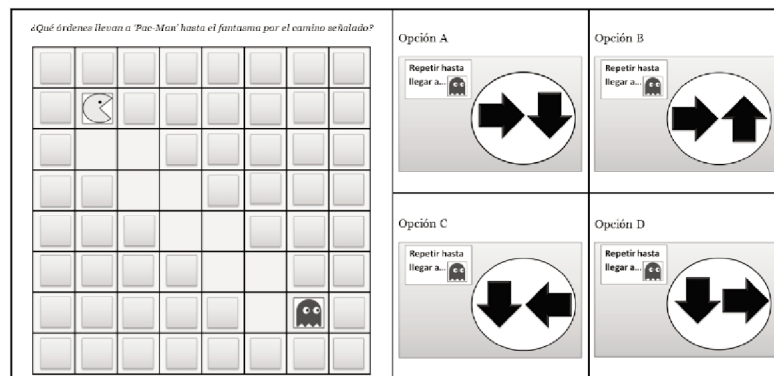 ¿Qué órdenes llevan a 'Pac-Man' hasta el fantasma por el camino señalado?
Opción A
Repetir hasta
llegar a...
Opción B
Repetir hasta
llegar a...
Opción C
Repetir hasta
llegar a...
Opción D
Repetir hasta
llegar a...